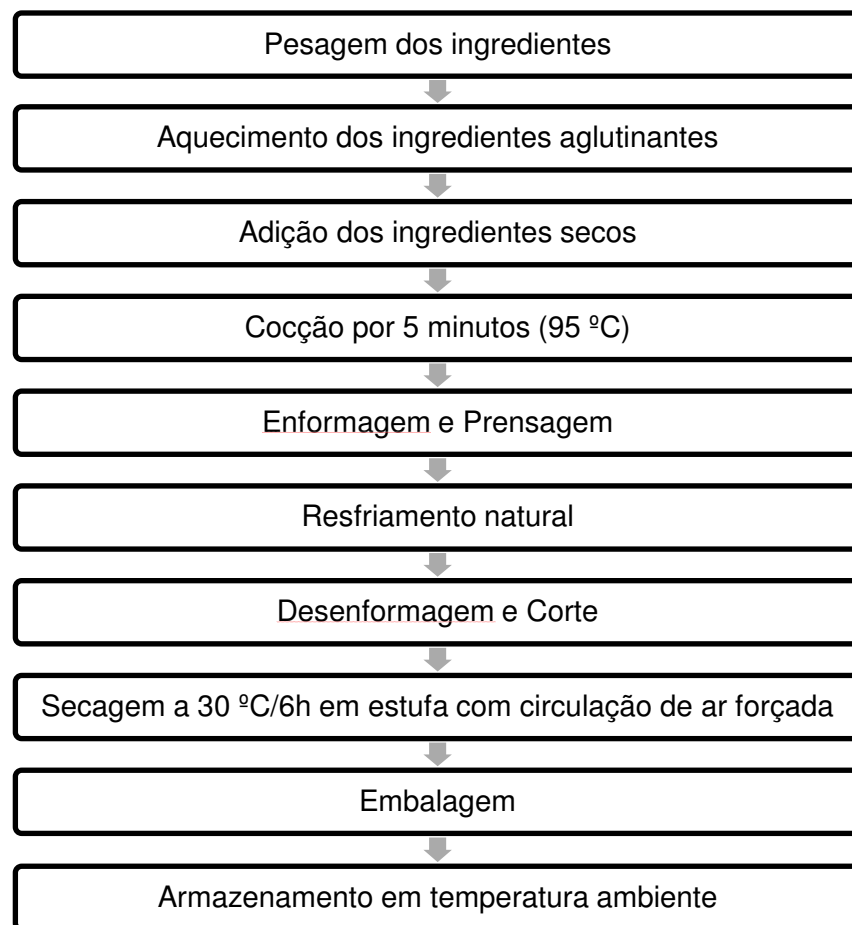 Pesagem dos ingredientes
Aquecimento dos ingredientes aglutinantes
Adição dos ingredientes secos
Cocção por 5 minutos (95 ºC)
Enformagem e Prensagem
Resfriamento natural
Desenformagem e Corte
Secagem a 30 ºC/6h em estufa com circulação de ar forçada
Embalagem
Armazenamento em temperatura ambiente